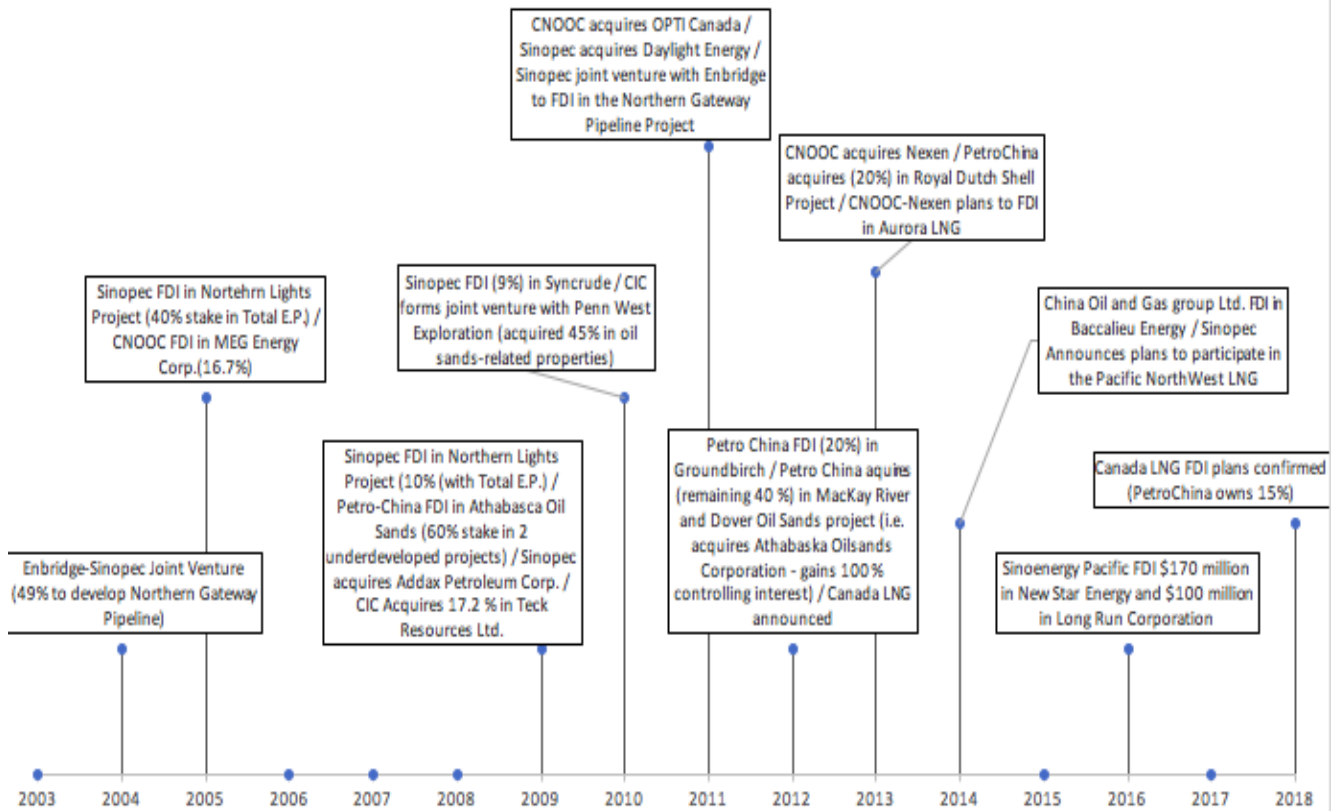 CNOOC acquires OPTI Canada /
Sinopec acquires Daylight Energy /
Sinopec joint venture with Enbridge
to FDI in the Northern Gateway
Pipeline Project
CNOOC acquires Nexen / PetroChina
acquires (20%) in Royal Dutch Shell
Project / CNOOC-Nexen plans to FDI
in Aurora LNG
Sinopec FDI in Nortehrn Lights
Project (40% stake in Total E.P.) /
CNOOC FDI in MEG Energy
Corp.(16.7%)
Sinopec FDI (9%) in Syncrude / CIC
forms joint venture with Penn West
Exploration (acquired 45% in oil
sands-related properties)
China Oil and Gas group Ltd. FDI in
Baccalieu Energy / Sinopec
Announces plans to participate in
the Pacific NorthWest LNG
Sinopec FDI in Northern Lights
Project (10% (with Total E.P.) /
Petro-China FDI in Athabasca Oil
Sands (60% stake in 2
underdeveloped projects) / Sinopec
acquires Addax Petroleum Corp. /
CIC Acquires 17.2 % in Teck
Resources Ltd.
Petro China FDI (20%) in
Groundbirch / Petro China aquires
(remaining 40 %) in MacKay River
and Dover Oil Sands project (i.e.
acquires Athabaska Oilsands
Corporation - gains 100 %
controlling interest) / Canada LNG
announced
Canada LNG FDI plans confirmed
(PetroChina owns 15%)
Enbridge-Sinopec Joint Venture
(49% to develop Northern Gateway
Pipeline)
Sinoenergy Pacific FDI $170 million
in New Star Energy and $100 million
in Long Run Corporation
2003 2004 2005 2006 2007 2008 2009 2010 2011 2012 2013 2014 2015 2016 2017 2018